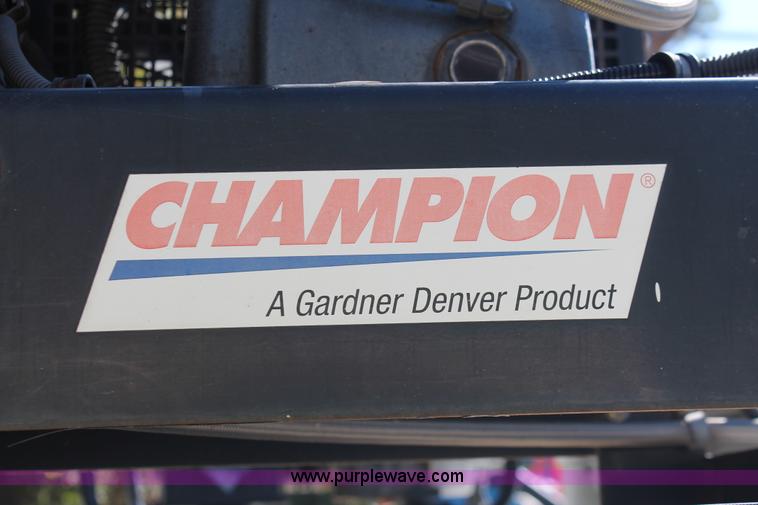 CHAMPION®
A Gardner Denver Product
www.purplewave.com